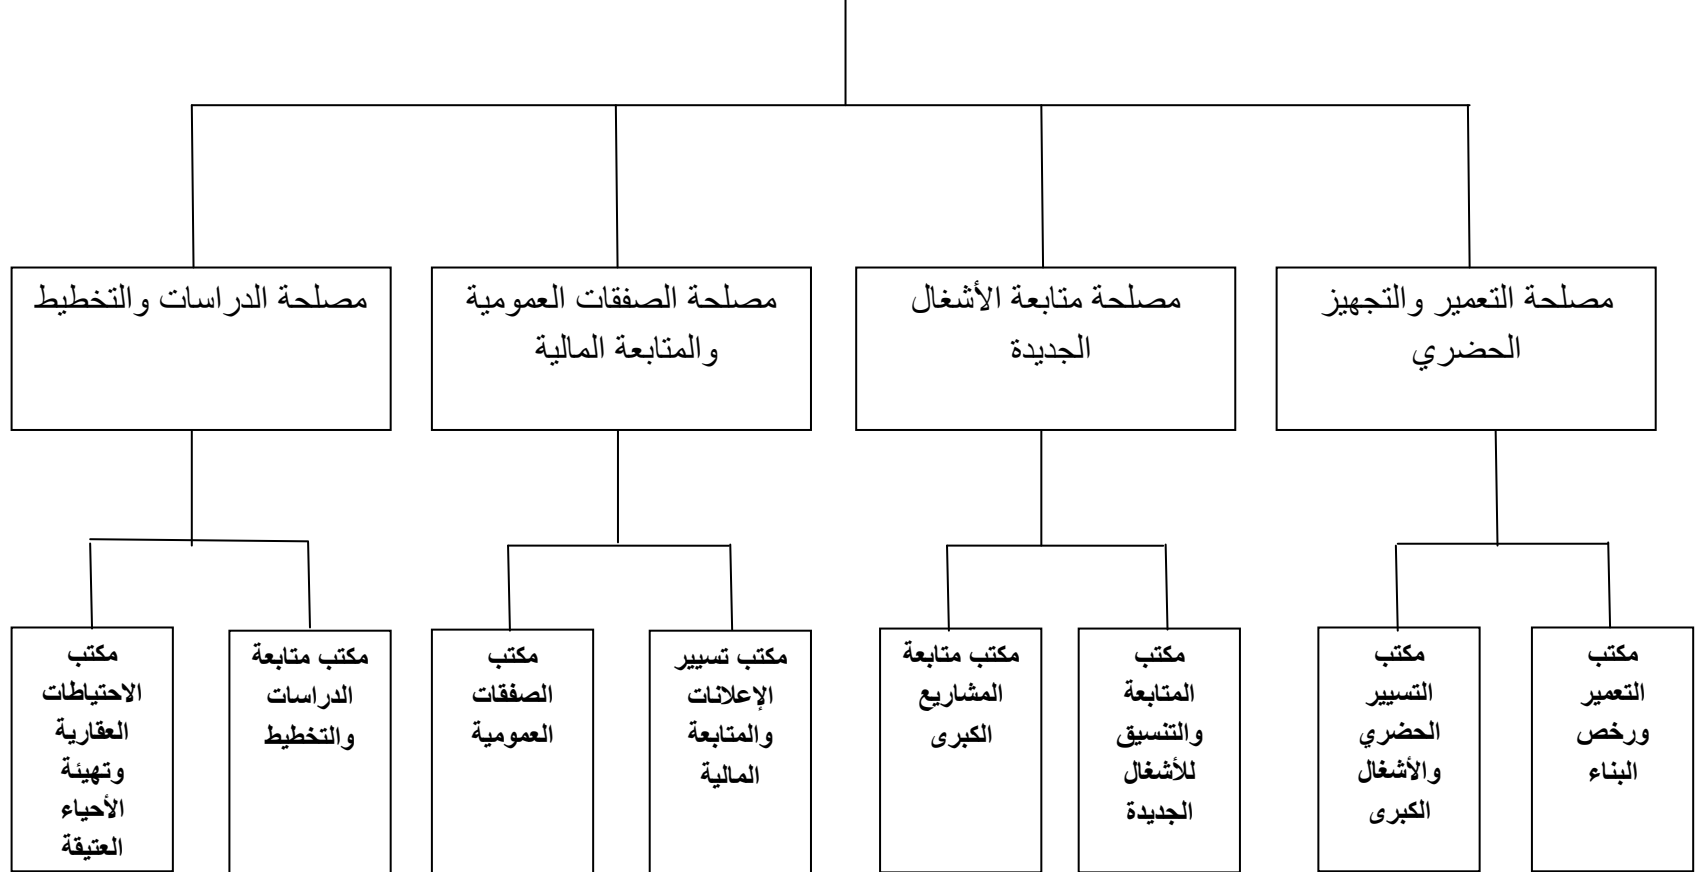 مصلحة التعمير والتجهيز
الحضري
مصلحة متابعة الأشغال
الجديدة
مصلحة الصفقات العمومية
والمتابعة المالية
مصلحة الدراسات والتخطيط
مكتب
التعمير
ورخص
البناء
مكتب
التسيير
الحضري
والأشغال
الكبرى
مكتب
المتابعة
والتنسيق
للأشغال
الجديدة
مكتب متابعة
المشاريع
الكبرى
مكتب تسيير
الإعلانات
والمتابعة
المالية
مكتب
الصفقات
العمومية
مكتب متابعة
الدراسات
والتخطيط
مكتب
الاحتياطات
العقارية
وتهيئة
الأحياء
العتيقة